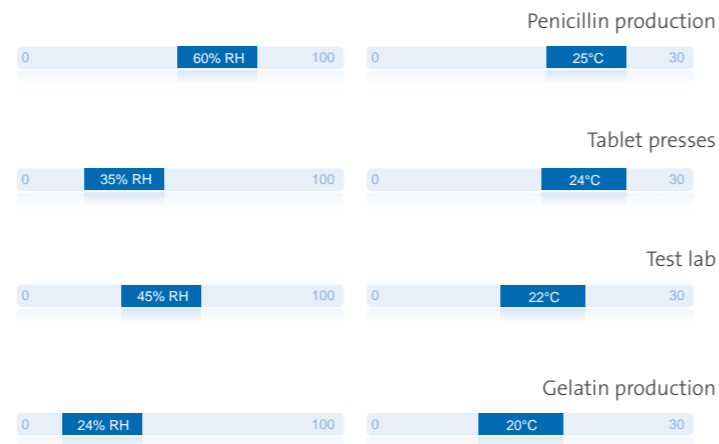 Penicillin production
0 60% RH 100 0 25°C 30
Tablet presses
0 35% RH 100 0 24°C 30
Test lab
0 45% RH 100 0 22°C 30
Gelatin production
0 24% RH 100 0 20°C 30